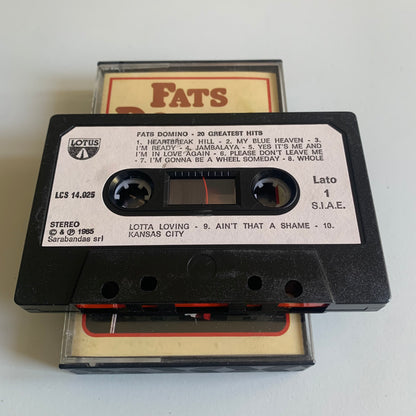 FATS
LOTUS
FATS DOMINO - 20 GREATEST HITS
1. HEARTBREAK HILL - 2. MY BLUE HEAVEN - 3.
I'M READY - 4. JAMBALAYA - 5. YES IT'S ME AND
I'M IN LOVE AGAIN - 6. PLEASE DON'T LEAVE ME
- 7. I'M GONNA BE A WHEEL SOMEDAY - 8. WHOLE
LCS 14.025
Lato
1
S.I.A.E.
STEREO
© & ℗ 1985
Sarabandas srl
LOTTA LOVING - 9. AIN'T THAT A SHAME - 10.
KANSAS CITY